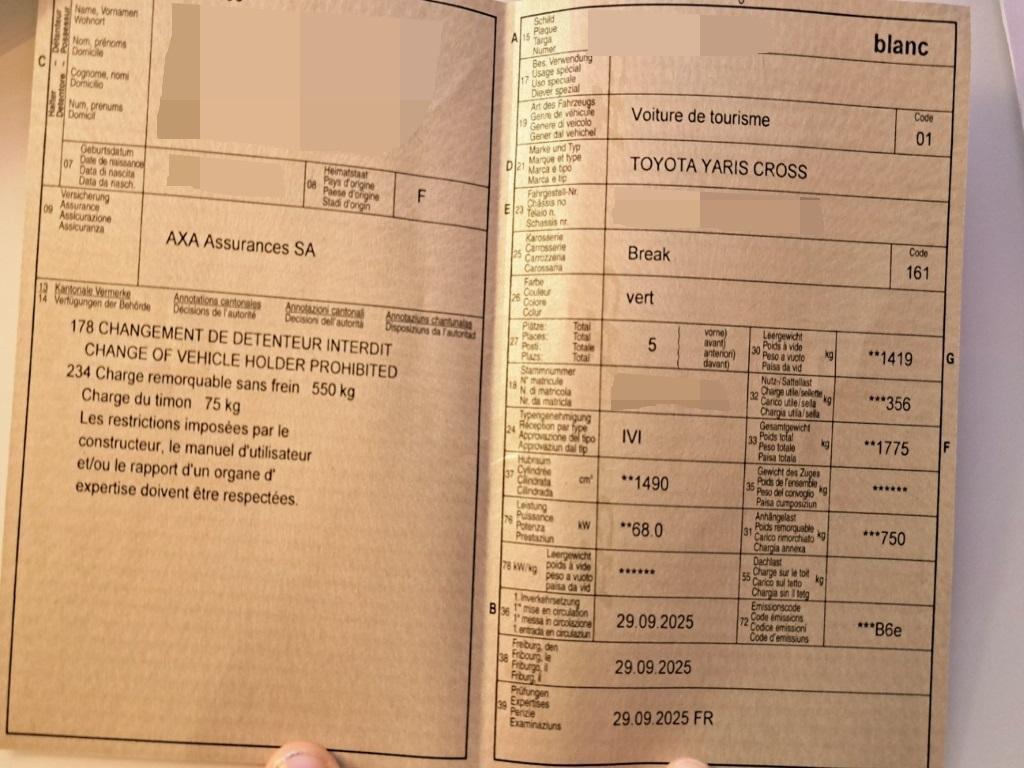 C
Halter - Détenteur
Detentore - Possessur
Name, Vornamen
Wohnort
Nom, prénoms
Domicile
Cognome, nomi
Domicilio
Num, prenums
Domicil
07
Geburtsdatum
Date de naissance
Data di nascita
Data da nasch.
08
Heimatstaat
Pays d'origine
Paese d'origine
Stadi d'origin
F
09
Versicherung
Assurance
Assicurazione
Assicuranza
AXA Assurances SA
13
14
Kantonale Vermerke
Verfügungen der Behörde
Annotations cantonales
Décisions de l'autorité
Annotazioni cantonali
Decisioni dell'autorità
Annotaziuns chantunalas
Disposiziuns da l'autoritad
178 CHANGEMENT DE DETENTEUR INTERDIT
CHANGE OF VEHICLE HOLDER PROHIBITED
234 Charge remorquable sans frein 550 kg
Charge du timon 75 kg
Les restrictions imposées par le
constructeur, le manuel d'utilisateur
et/ou le rapport d'un organe d'
expertise doivent être respectées.
A
15
Schild
Plaque
Targa
Numer
blanc
17
Bes. Verwendung
Usage spécial
Uso speciale
Diever spezial
19
Art des Fahrzeugs
Genre de véhicule
Genere di veicolo
Gener dal vehichel
Voiture de tourisme
Code
01
D
21
Marke und Typ
Marque et type
Marca e tipo
Marca e tip
TOYOTA YARIS CROSS
E
23
Fahrgestell-Nr.
Châssis no
Telaio n.
Schassis nr.
25
Karosserie
Carrosserie
Carrozzeria
Carossaria
Break
Code
161
26
Farbe
Couleur
Colore
Colur
vert
27
Plätze: Total
Places: Total
Posti: Totale
Plazs: Total
5
vorne)
avant)
anteriori)
davant)
30
Leergewicht
Poids à vide
Peso a vuoto
Paisa da vid
kg
**1419
G
18
Stammnummer
N° matricule
N. di matricola
Nr. da matricla
32
Nutz-/Sattellast
Charge utile/sellette
Carico utile/sella
Chargia utila/sella
kg
***356
24
Typengenehmigung
Réception par type
Approvazione del tipo
Approvaziun dal tip
IVI
33
Gesamtgewicht
Poids total
Peso totale
Paisa totala
kg
**1775
F
37
Hubraum
Cylindrée
Cilindrata
Cilindrada
cm³
**1490
35
Gewicht des Zuges
Poids de l'ensemble
Peso del convoglio
Paisa cumposiziun
kg
******
76
Leistung
Puissance
Potenza
Prestaziun
kW
**68.0
31
Anhängelast
Poids remorquable
Carico rimorchiato
Chargia annexa
kg
***750
78 kW/kg
Leergewicht
poids à vide
peso a vuoto
paisa da vid
******
55
Dachlast
Charge sur le toit
Carico sul tetto
Chargia sin il tetg
kg
B
36
1. Inverkehrsetzung
1re mise en circulation
1a messa in circolazione
1. entrada en circulaziun
29.09.2025
72
Emissionscode
Code émissions
Codice emissioni
Code d'emissiuns
***B6e
38
Freiburg, den
Fribourg, le
Friburgo, il
Friburg, il
29.09.2025
39
Prüfungen
Expertises
Perizie
Examinaziuns
29.09.2025 FR